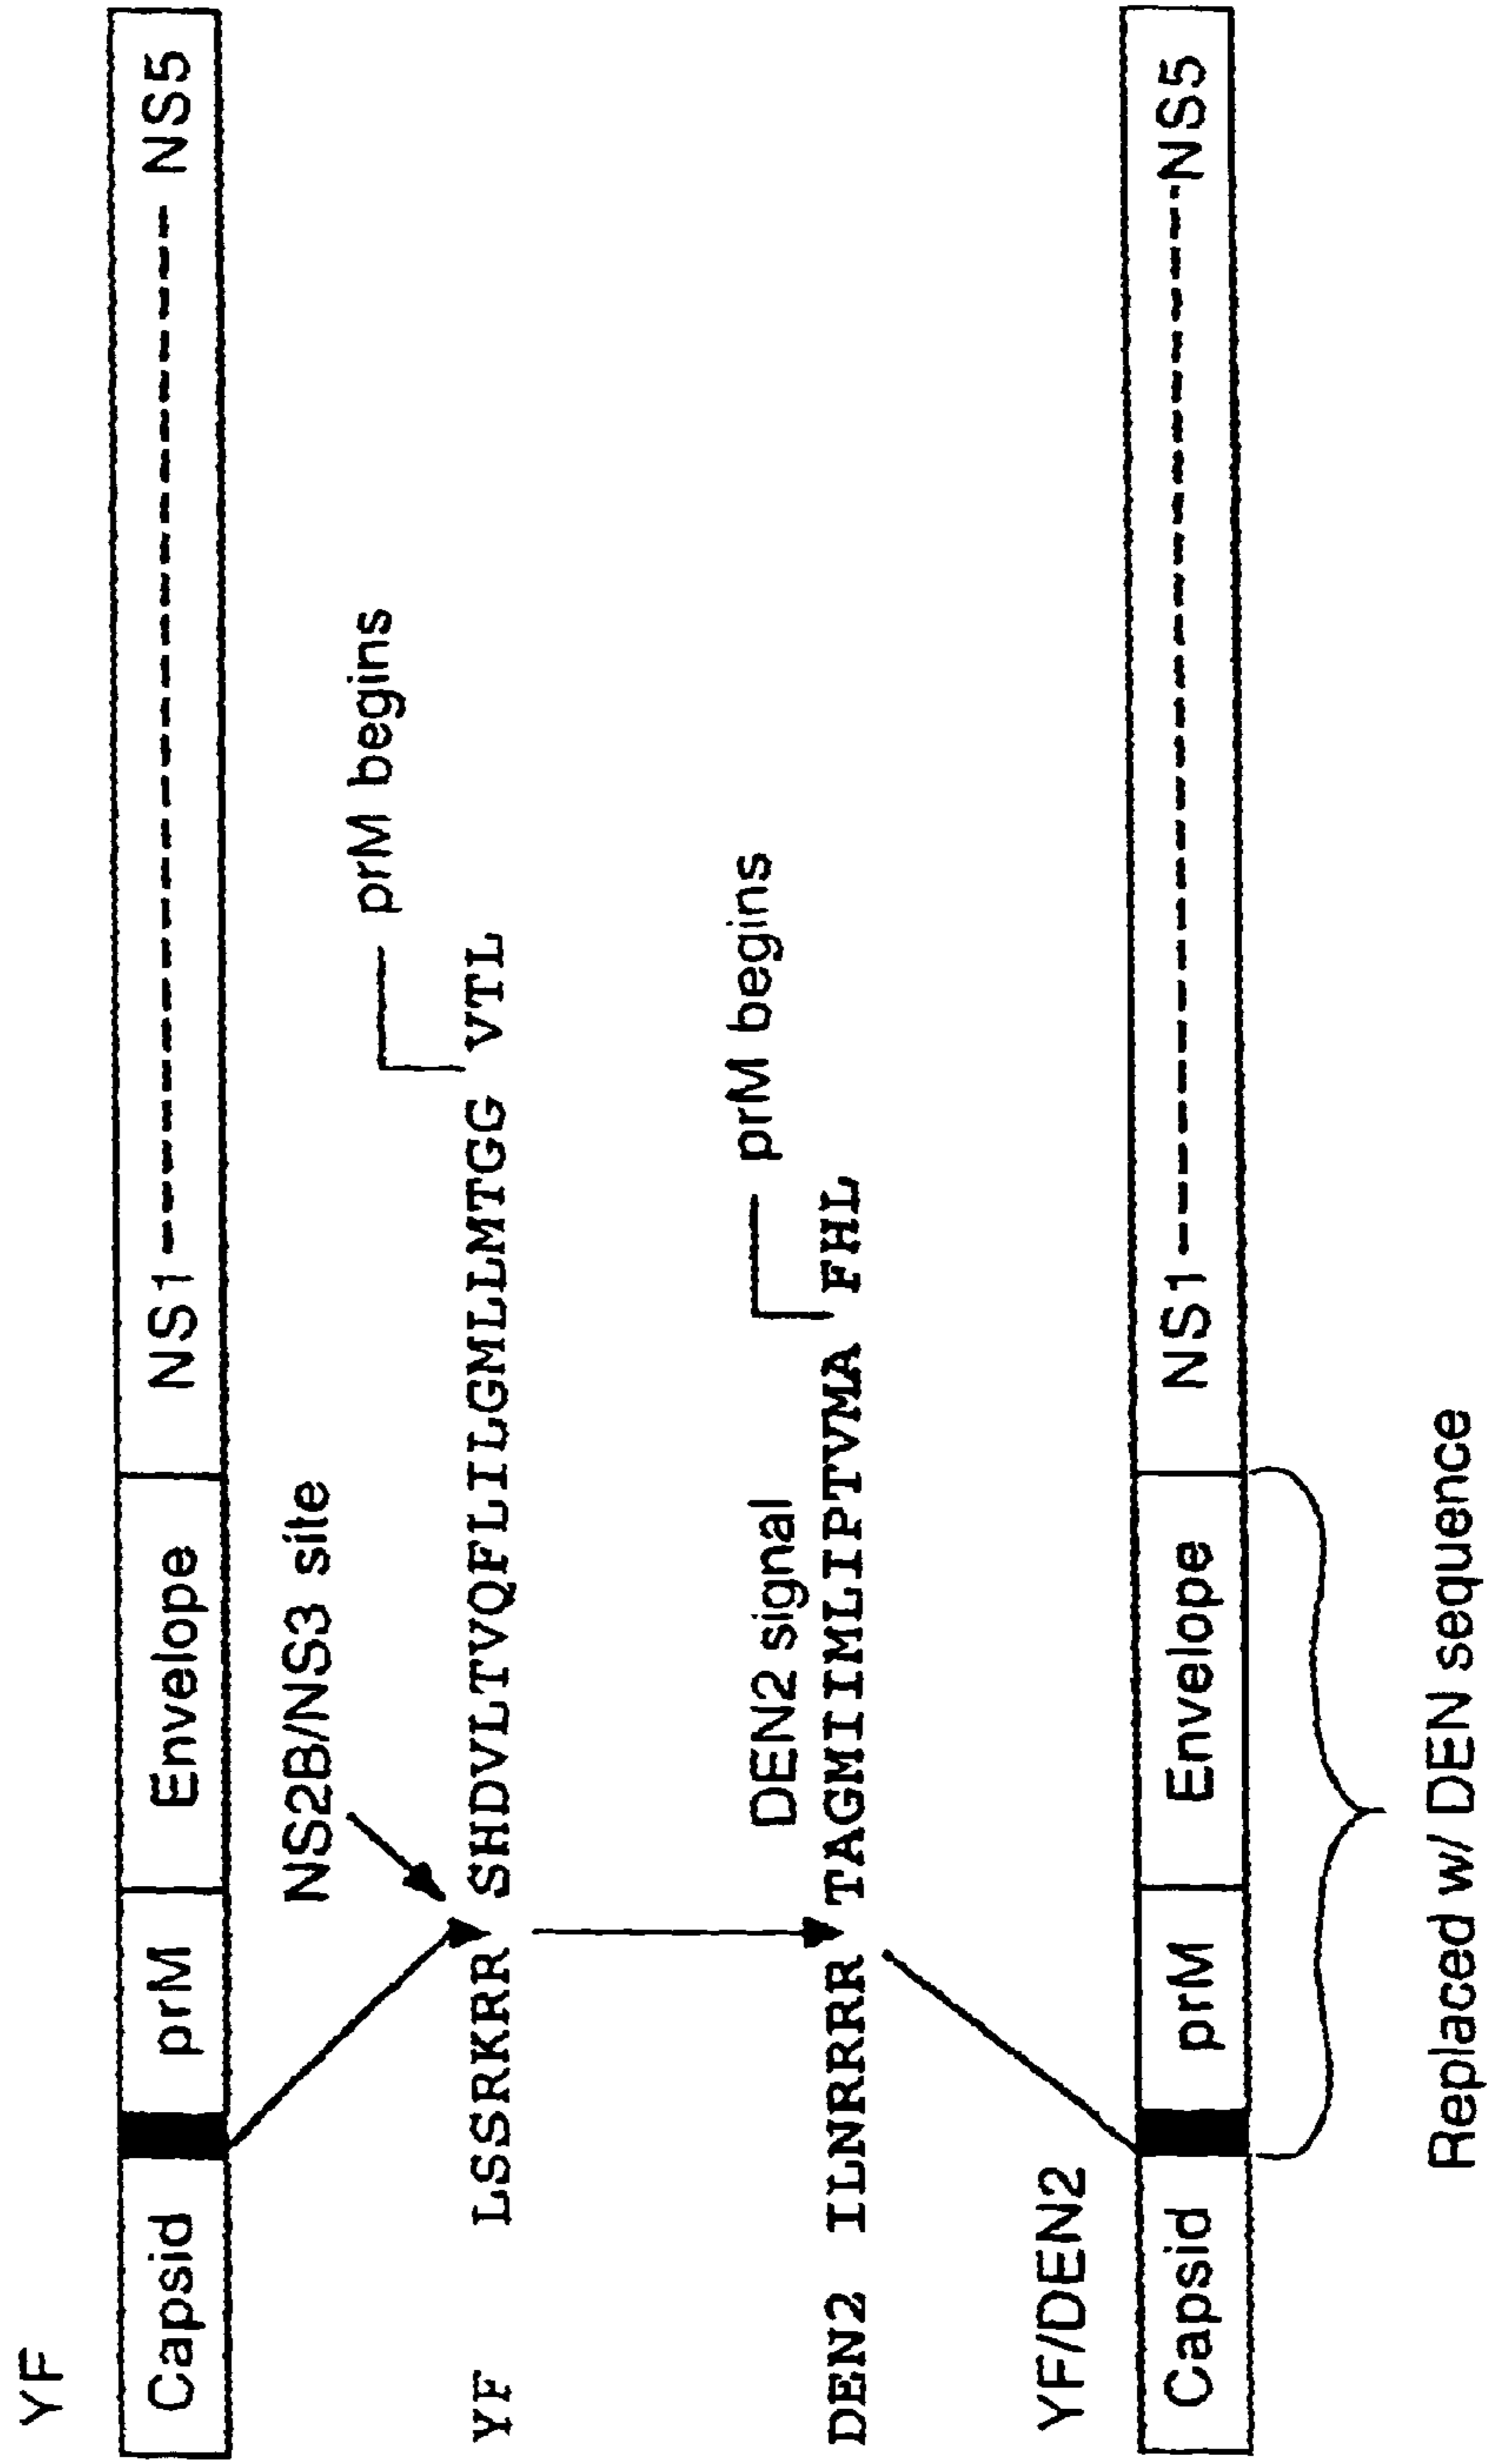 YF
Capsid prM Envelope NS1 NS5
NS2B/NS3 site
prM begins
YF LSSRKRR SHDVLTVQFLILGMLLMTGG VTL
DEN2 signal
prM begins
DEN2 ILNRRRR TAGMIIMLIPTVMA FHL
YF/DEN2
Capsid prM Envelope NS1 NS5
Replaced w/ DEN sequence